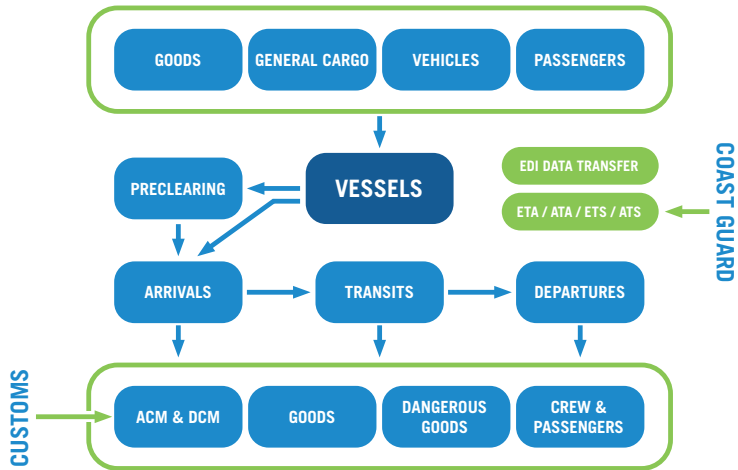 GOODS
GENERAL CARGO
VEHICLES
PASSENGERS
PRECLEARING
VESSELS
EDI DATA TRANSFER
ETA / ATA / ETS / ATS
COAST GUARD
ARRIVALS
TRANSITS
DEPARTURES
CUSTOMS
ACM & DCM
GOODS
DANGEROUS
GOODS
CREW &
PASSENGERS